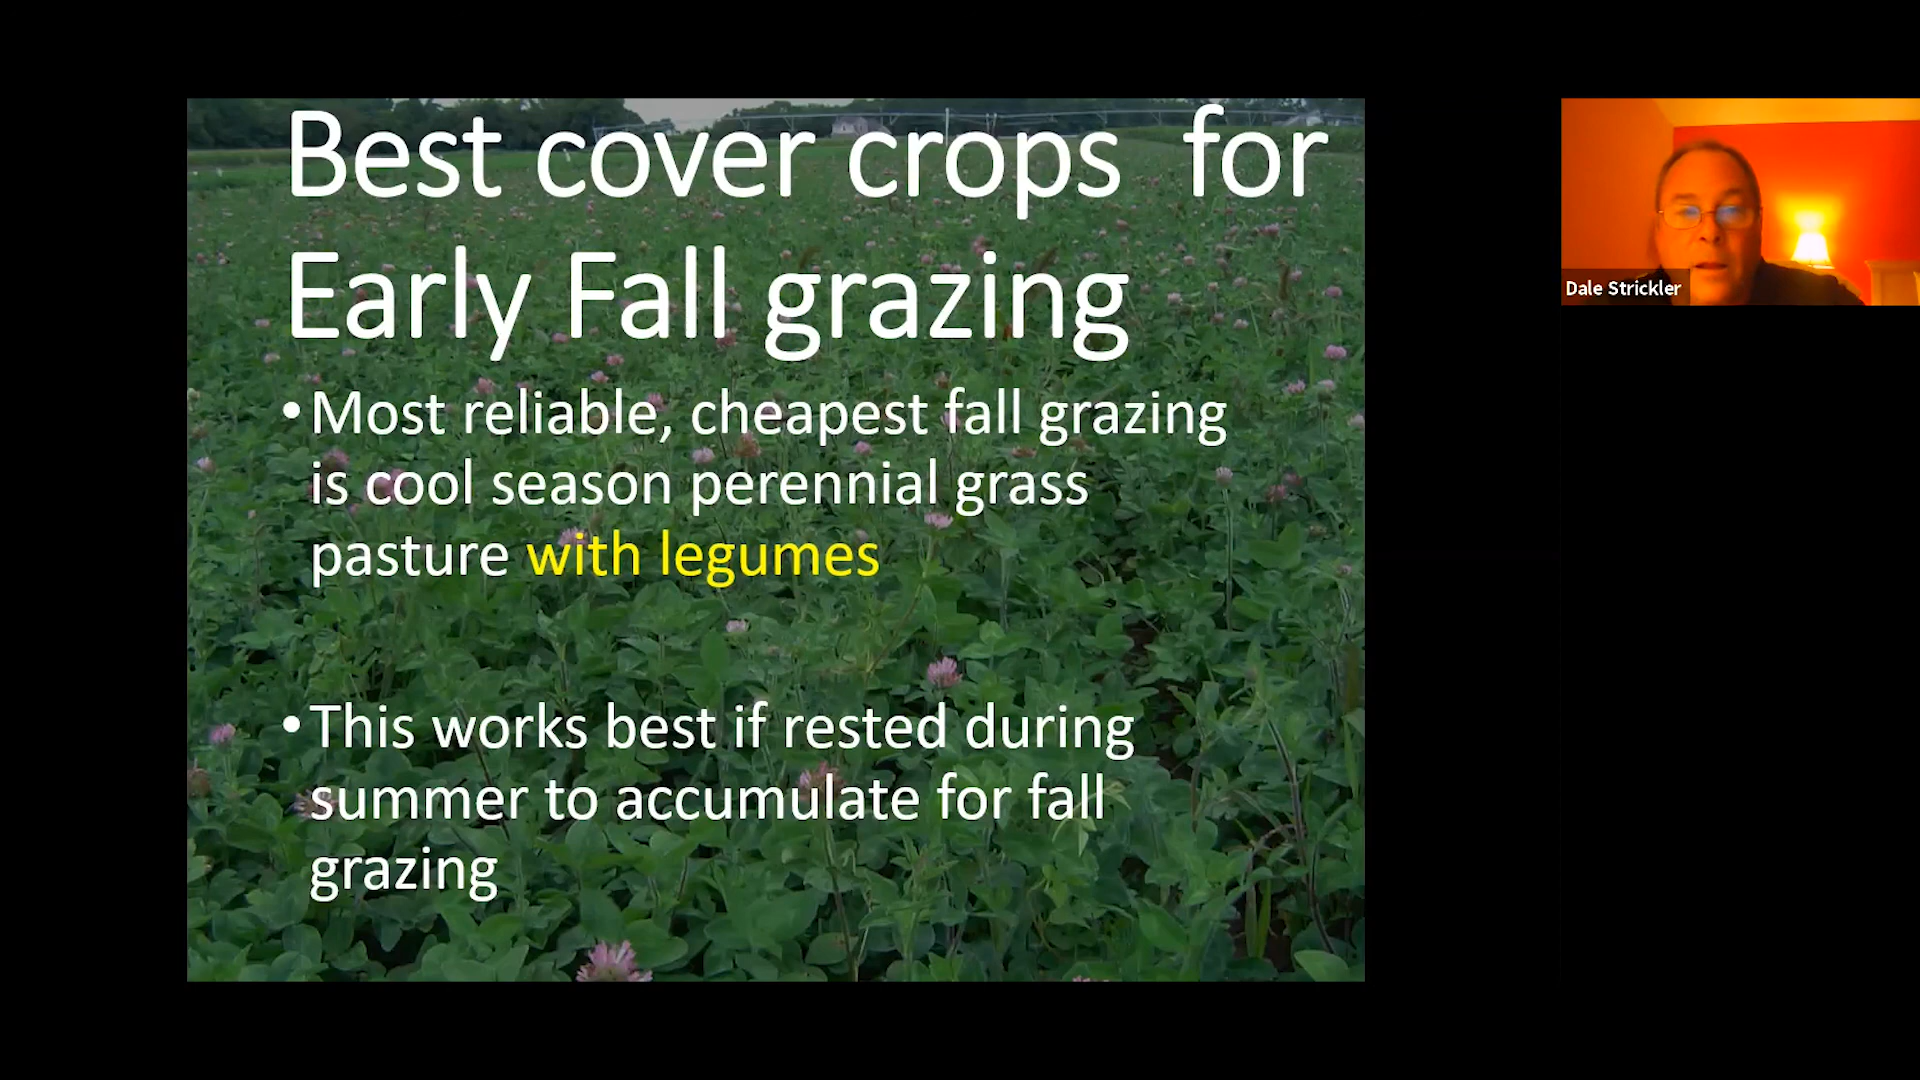 Best cover crops for
Early Fall grazing
• Most reliable, cheapest fall grazing
is cool season perennial grass
pasture with legumes
• This works best if rested during
summer to accumulate for fall
grazing
Dale Strickler